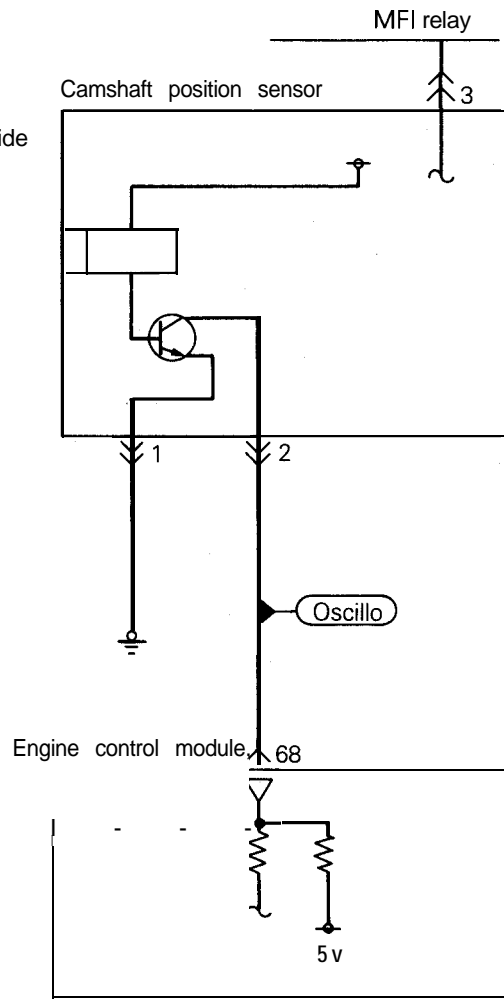 MFI relay
3
Camshaft position sensor
ide
1
2
Oscillo
Engine control module
68
5 v